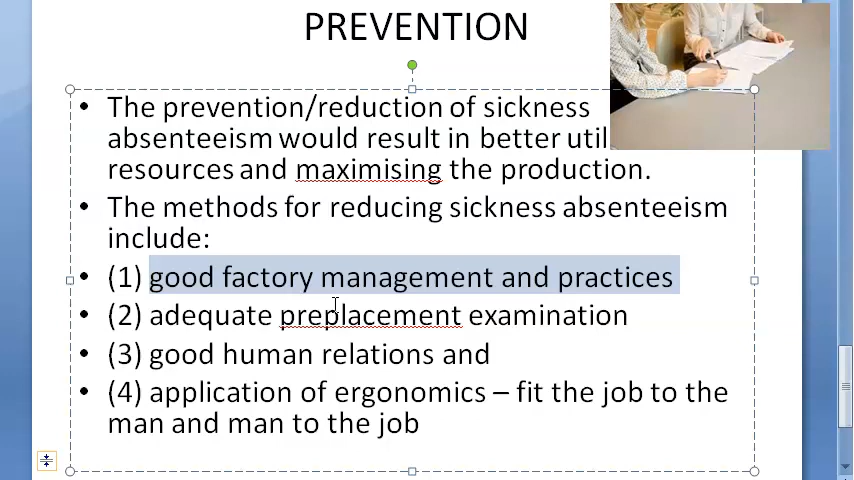 PREVENTION
• The prevention/reduction of sickness
absenteeism would result in better util
resources and maximising the production.
• The methods for reducing sickness absenteeism
include:
• (1) good factory management and practices
• (2) adequate preplacement examination
• (3) good human relations and
• (4) application of ergonomics – fit the job to the
man and man to the job